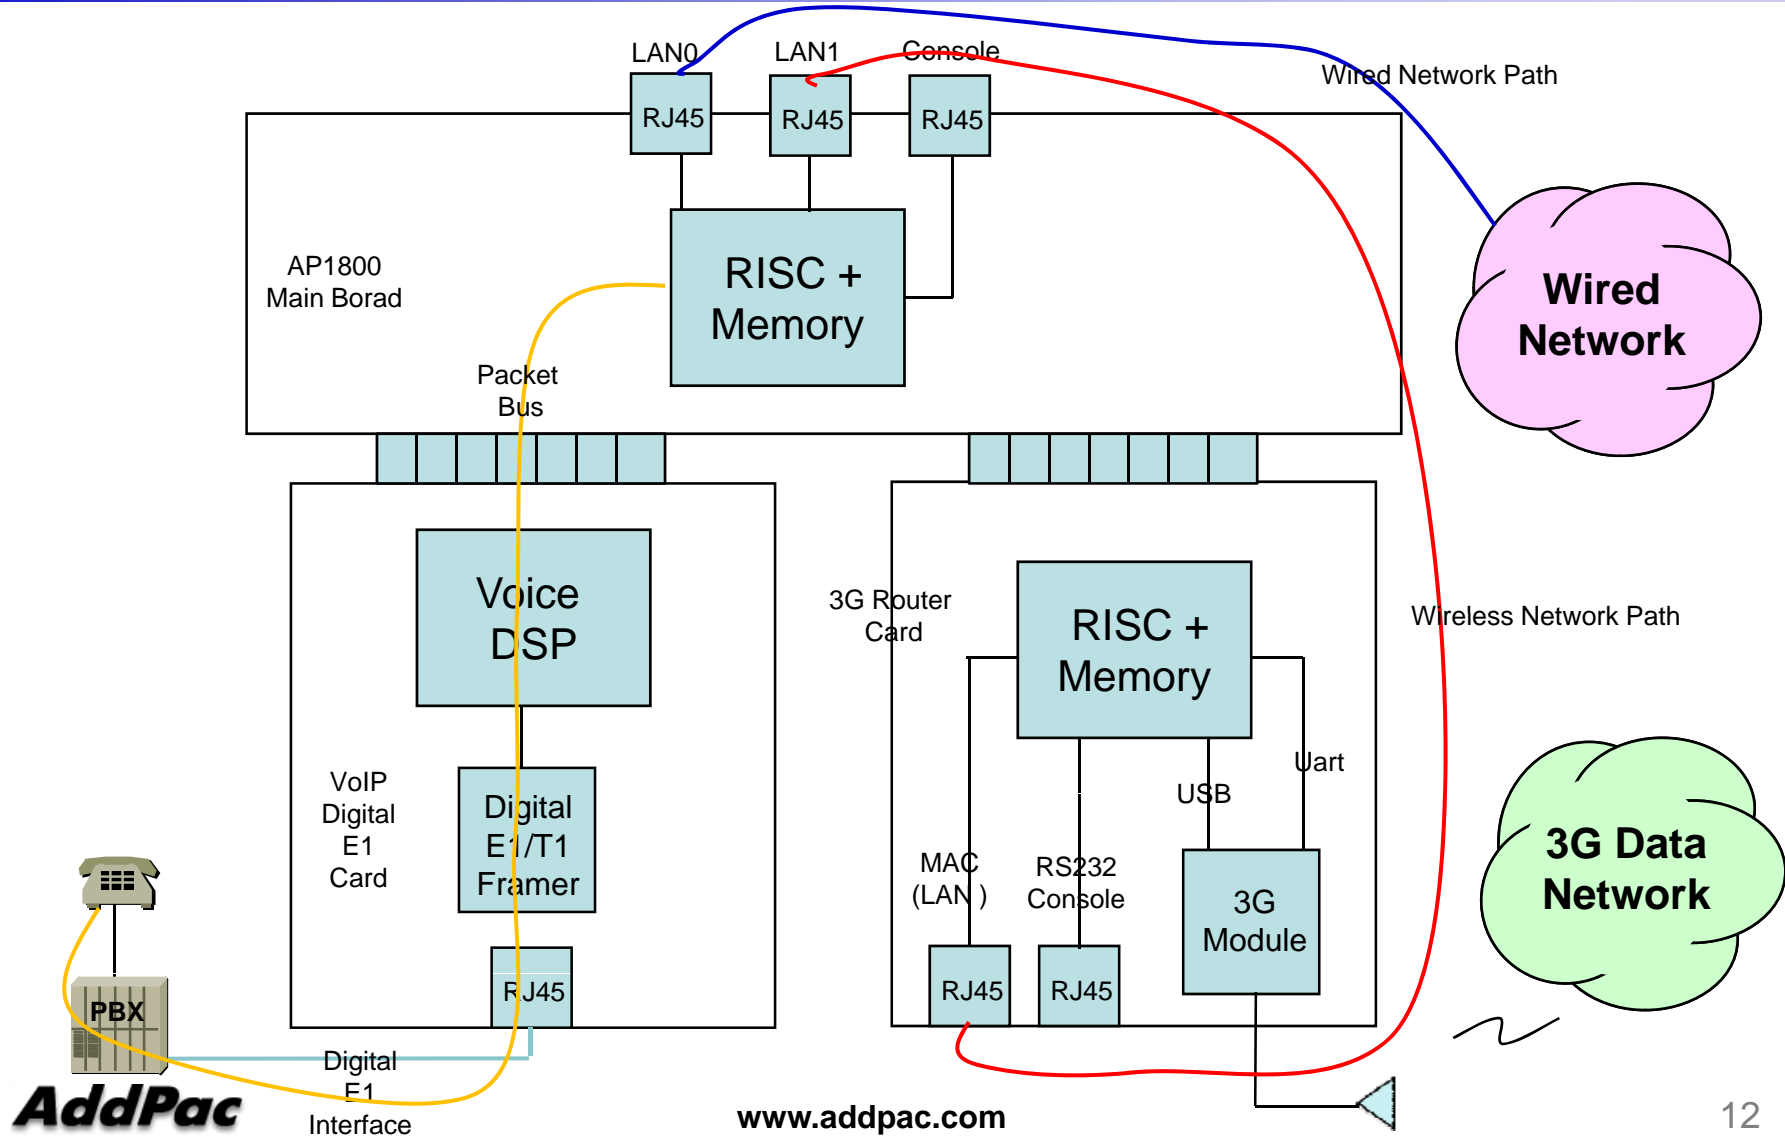 LAN0
LAN1
Console
Wired Network Path
RJ45
RJ45
RJ45
AP1800
Main Borad
RISC +
Memory
Wired
Network
Packet
Bus
Voice
DSP
3G Router
Card
RISC +
Memory
Wireless Network Path
VoIP
Digital
E1
Card
Digital
E1/T1
Framer
Uart
USB
MAC
(LAN )
RS232
Console
3G
Module
3G Data
Network
RJ45
RJ45
RJ45
PBX
Digital
E1
Interface
AddPac
www.addpac.com
12